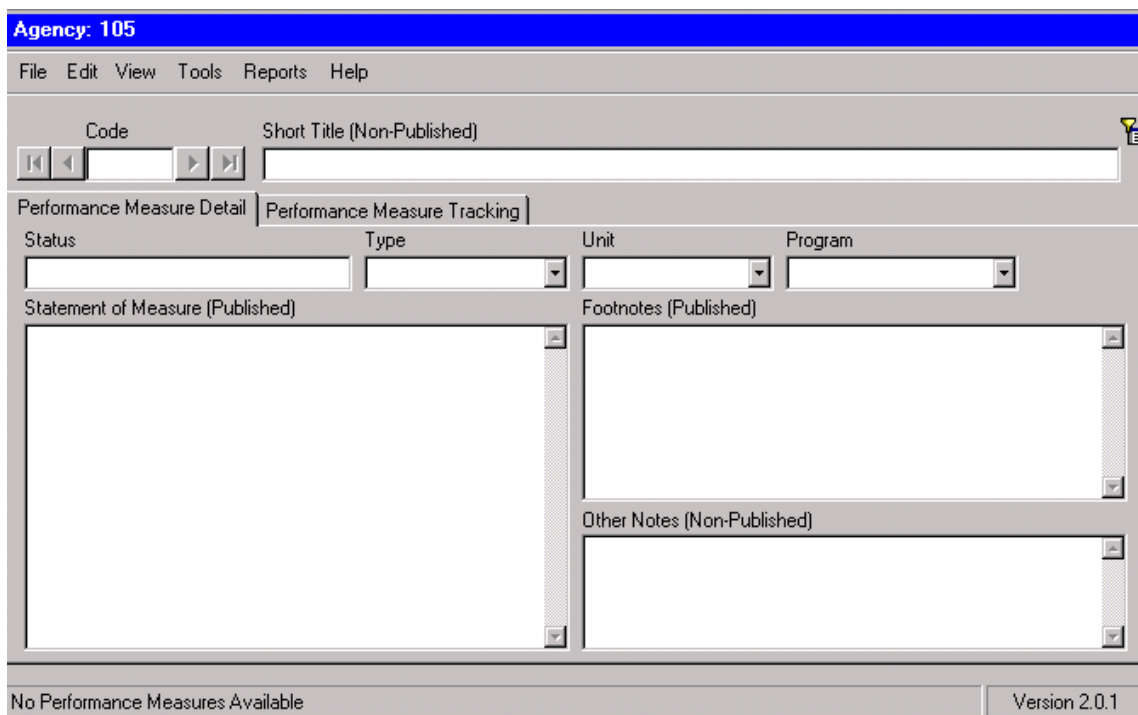 Agency: 105
File Edit View Tools Reports Help
Code Short Title (Non-Published)
Performance Measure Detail Performance Measure Tracking
Status Type Unit Program
Statement of Measure (Published) Footnotes (Published)
Other Notes (Non-Published)
No Performance Measures Available Version 2.0.1